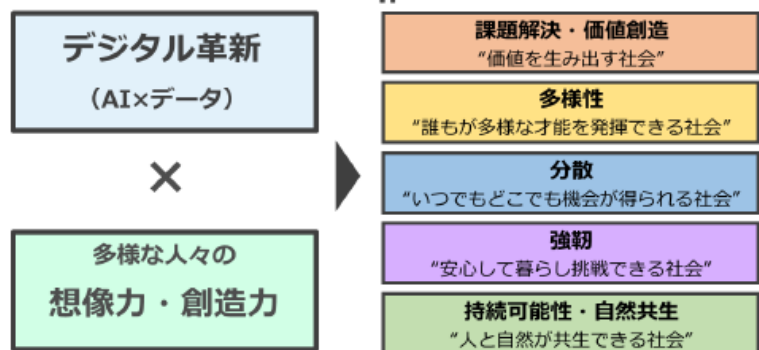 デジタル革新
(AI×データ)
×
多様な人々の
想像力・創造力
課題解決・価値創造
“価値を生み出す社会”
多様性
“誰もが多様な才能を発揮できる社会”
分散
“いつでもどこでも機会が得られる社会”
強靭
“安心して暮らし挑戦できる社会”
持続可能性・自然共生
“人と自然が共生できる社会”